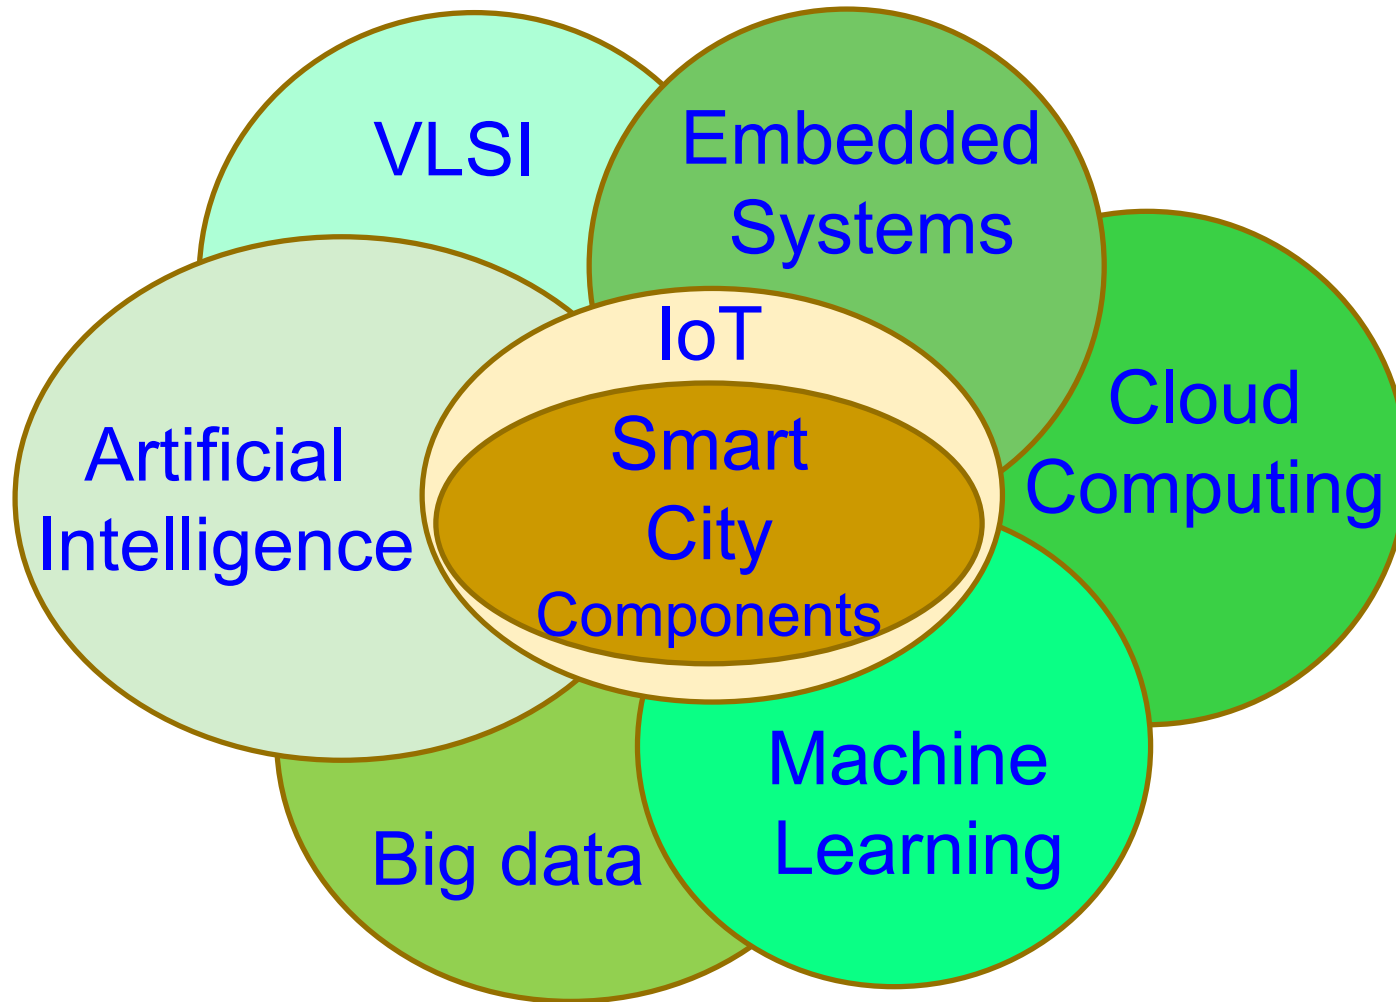 VLSI
Embedded
Systems
IoT
Cloud
Computing
Smart
City
Components
Artificial
Intelligence
Machine
Learning
Big data